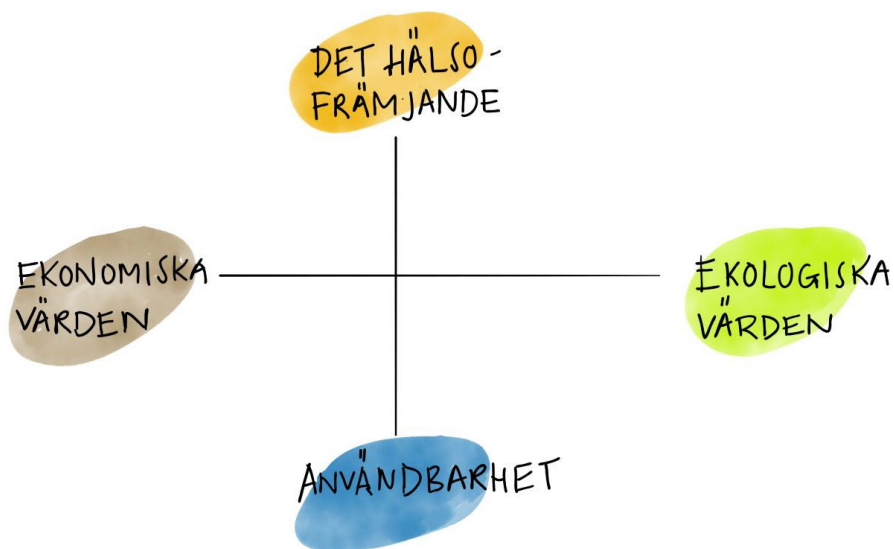 DET HÄLSO-
FRÄMJANDE
EKONOMISKA
VÄRDEN
EKOLOGISKA
VÄRDEN
ANVÄNDBARHET